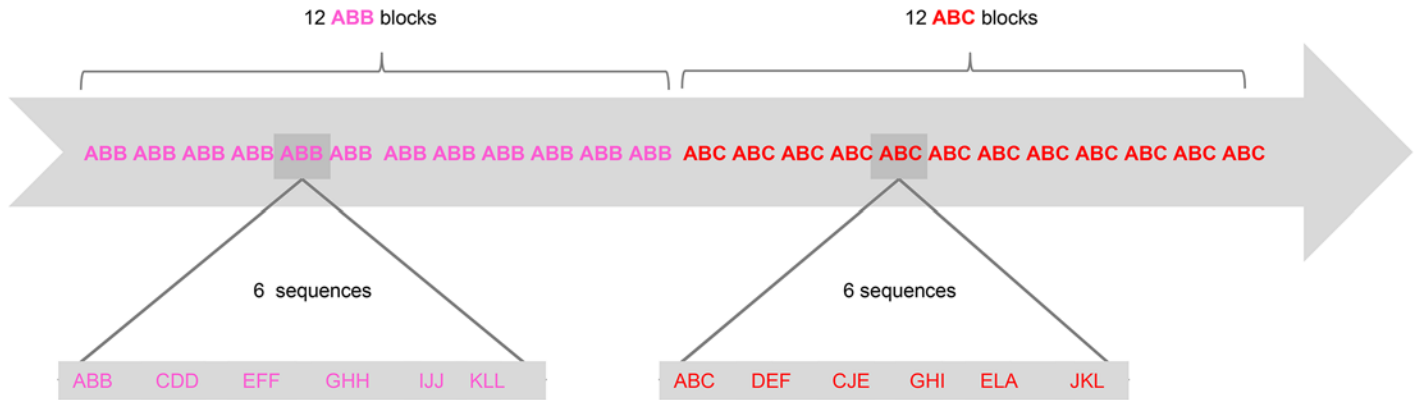 12 ABB blocks
12 ABC blocks
ABB ABB ABB ABB ABB ABB ABB ABB ABB ABB ABB ABB ABC ABC ABC ABC ABC ABC ABC ABC ABC ABC ABC ABC
6 sequences
6 sequences
ABB CDD EFF GHH IJJ KLL
ABC DEF CJE GHI ELA JKL